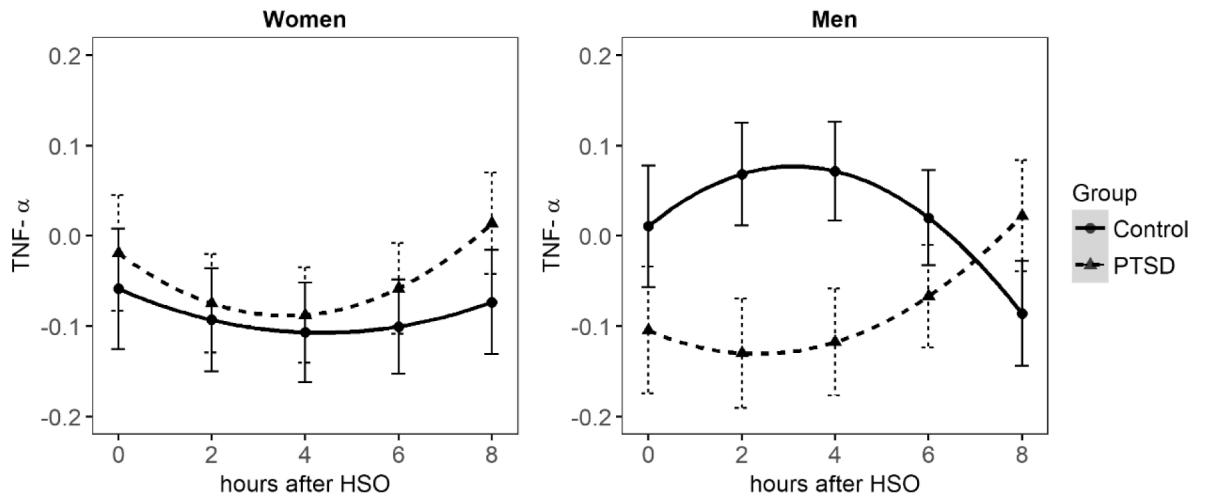 Women
Men
0.2
0.1
0.0
-0.1
-0.2
TNF- α
0 2 4 6 8
hours after HSO
0.2
0.1
0.0
-0.1
-0.2
TNF- α
0 2 4 6 8
hours after HSO
Group
Control
PTSD